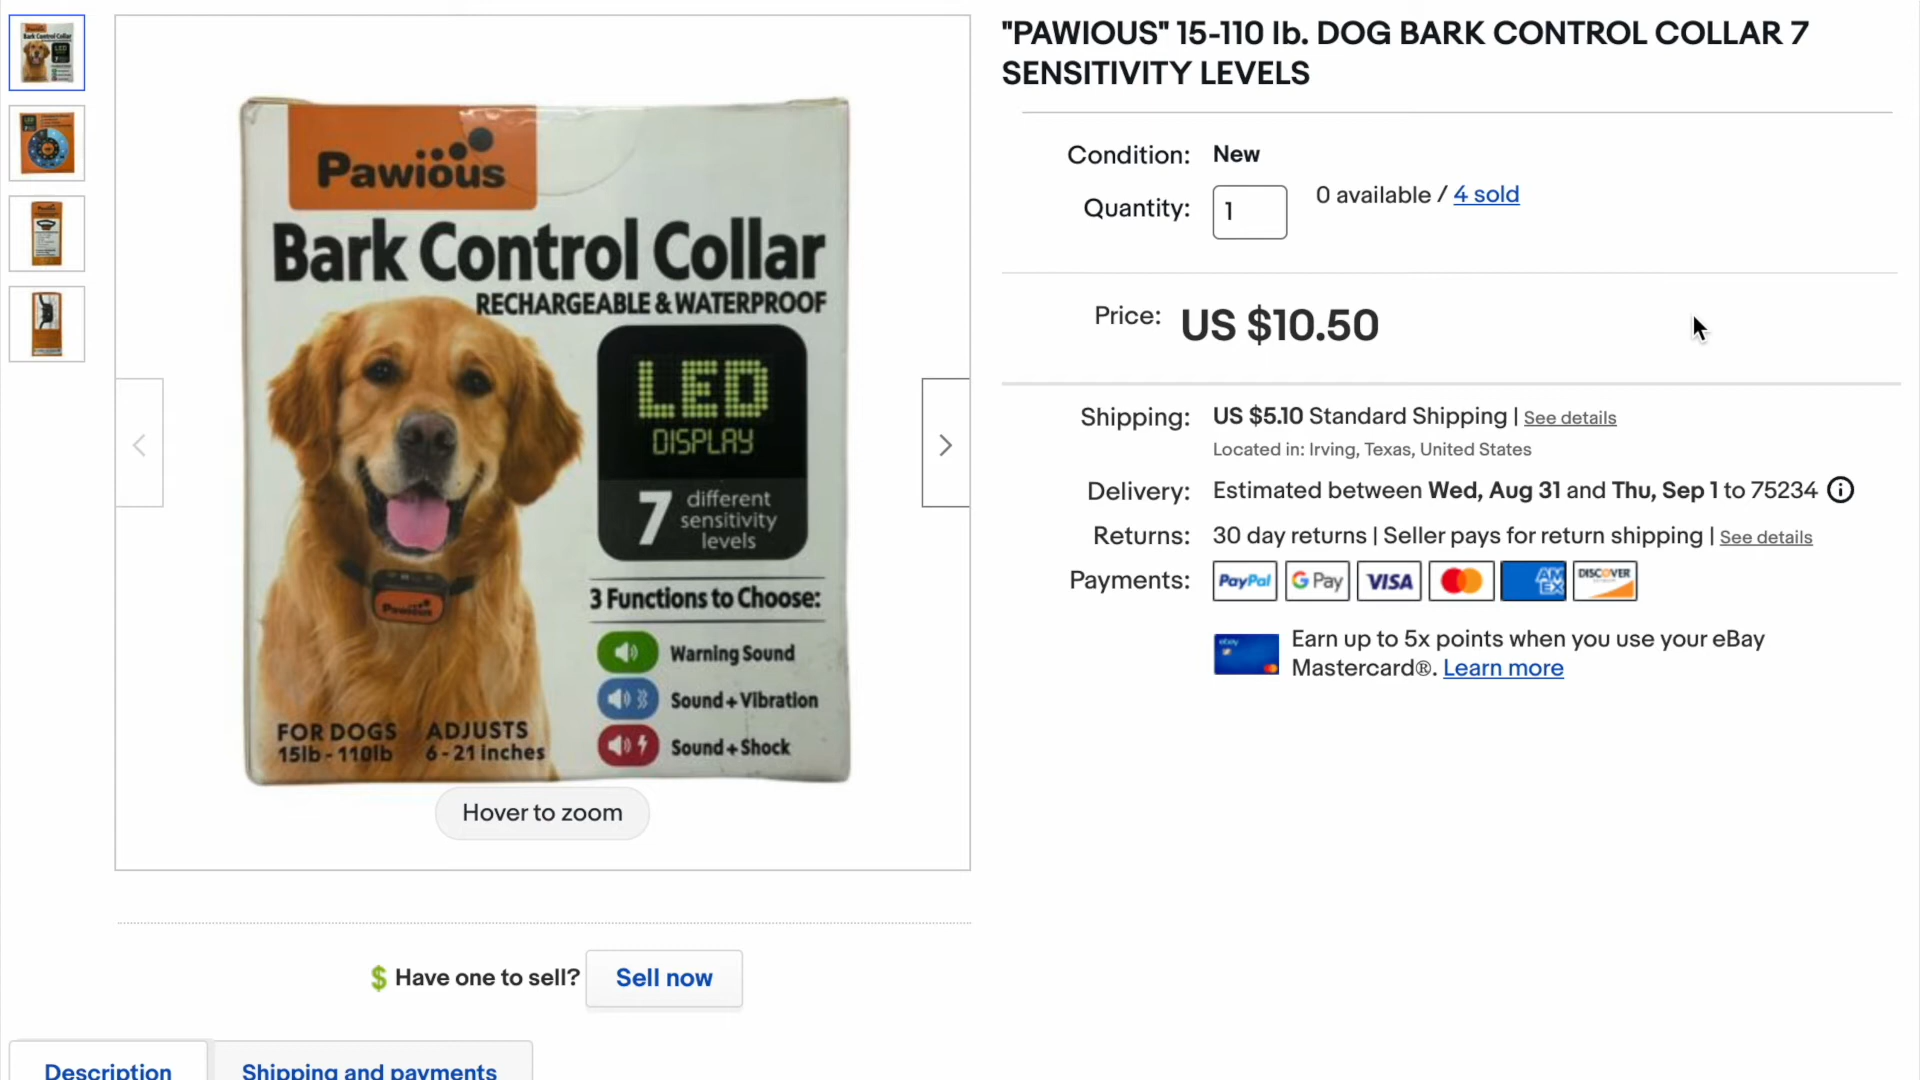 "PAWIOUS" 15-110 lb. DOG BARK CONTROL COLLAR 7
SENSITIVITY LEVELS
Condition: New
Quantity: 1 0 available / 4 sold
Price: US $10.50
Shipping: US $5.10 Standard Shipping | See details
Located in: Irving, Texas, United States
Delivery: Estimated between Wed, Aug 31 and Thu, Sep 1 to 75234
Returns: 30 day returns | Seller pays for return shipping | See details
Payments: PayPal G Pay VISA AMEX DISCOVER
ebay
Earn up to 5x points when you use your eBay
Mastercard®. Learn more
Pawious
Bark Control Collar
RECHARGEABLE & WATERPROOF
LED
DISPLAY
7 different
sensitivity
levels
3 Functions to Choose:
Warning Sound
Sound + Vibration
Sound + Shock
Pawious
FOR DOGS
15lb - 110lb
ADJUSTS
6 - 21 inches
Hover to zoom
Have one to sell? Sell now
Description
Shipping and payments